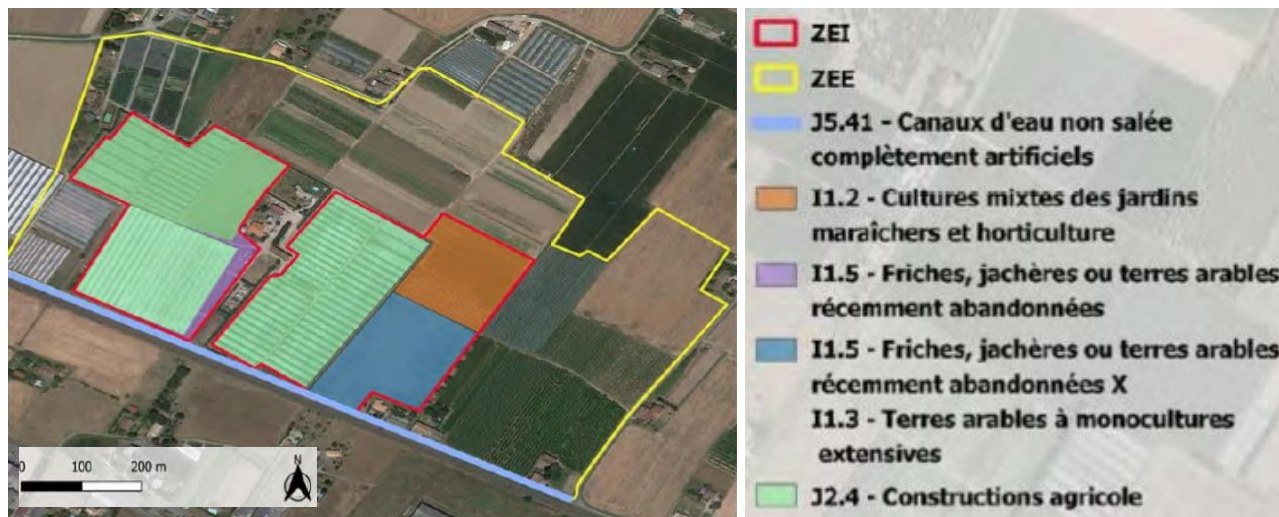 0 100 200 m
N
ZEI
ZEE
J5.41 - Canaux d'eau non salée
complètement artificiels
I1.2 - Cultures mixtes des jardins
maraîchers et horticulture
I1.5 - Friches, jachères ou terres arables
récemment abandonnées
I1.5 - Friches, jachères ou terres arables
récemment abandonnées X
I1.3 - Terres arables à monocultures
extensives
J2.4 - Constructions agricole